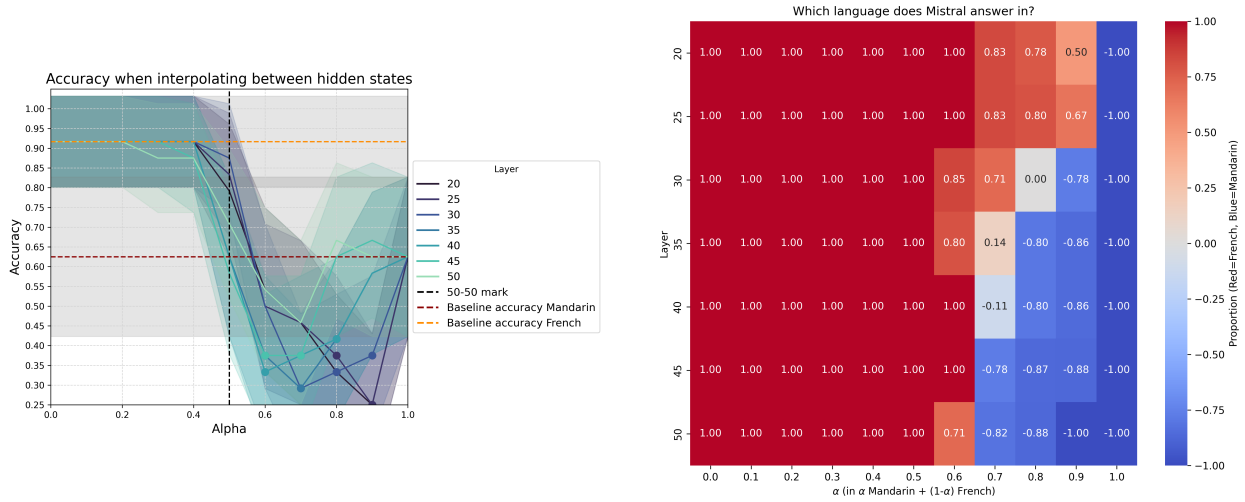 Accuracy when interpolating between hidden states
Accuracy
1.00
0.95
0.90
0.85
0.80
0.75
0.70
0.65
0.60
0.55
0.50
0.45
0.40
0.35
0.30
0.25
0.0 0.2 0.4 0.6 0.8 1.0
Alpha
Layer
20
25
30
35
40
45
50
50-50 mark
Baseline accuracy Mandarin
Baseline accuracy French
Which language does Mistral answer in?
Layer
20 1.00 1.00 1.00 1.00 1.00 1.00 1.00 0.83 0.78 0.50 -1.00
25 1.00 1.00 1.00 1.00 1.00 1.00 1.00 0.83 0.80 0.67 -1.00
30 1.00 1.00 1.00 1.00 1.00 1.00 0.85 0.71 0.00 -0.78 -1.00
35 1.00 1.00 1.00 1.00 1.00 1.00 0.80 0.14 -0.80 -0.86 -1.00
40 1.00 1.00 1.00 1.00 1.00 1.00 1.00 -0.11 -0.80 -0.86 -1.00
45 1.00 1.00 1.00 1.00 1.00 1.00 1.00 -0.78 -0.87 -0.88 -1.00
50 1.00 1.00 1.00 1.00 1.00 1.00 0.71 -0.82 -0.88 -1.00 -1.00
0.0 0.1 0.2 0.3 0.4 0.5 0.6 0.7 0.8 0.9 1.0
α (in α Mandarin + (1-α) French)
1.00
0.75
0.50
0.25
0.00
−0.25
−0.50
−0.75
−1.00
Proportion (Red=French, Blue=Mandarin)